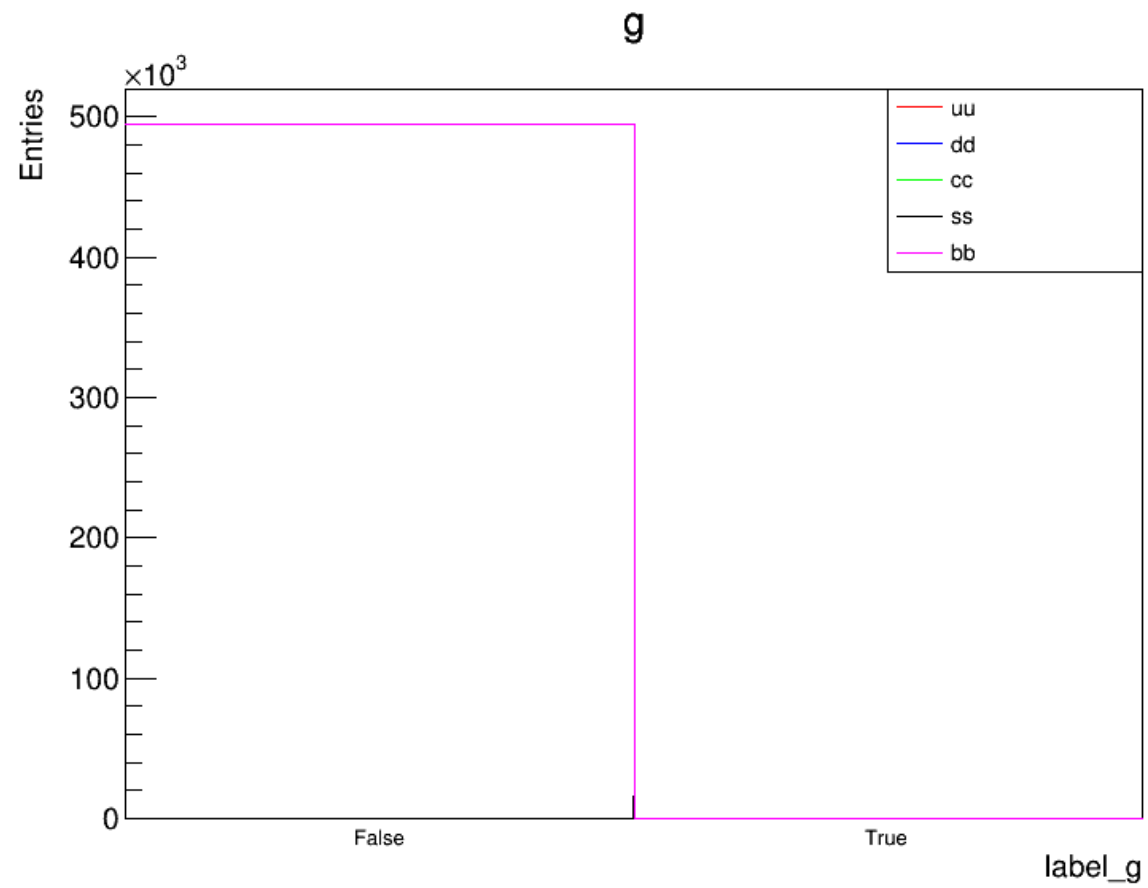 g
×10³
Entries
500
400
300
200
100
0
uu
dd
cc
ss
bb
False True
label_g